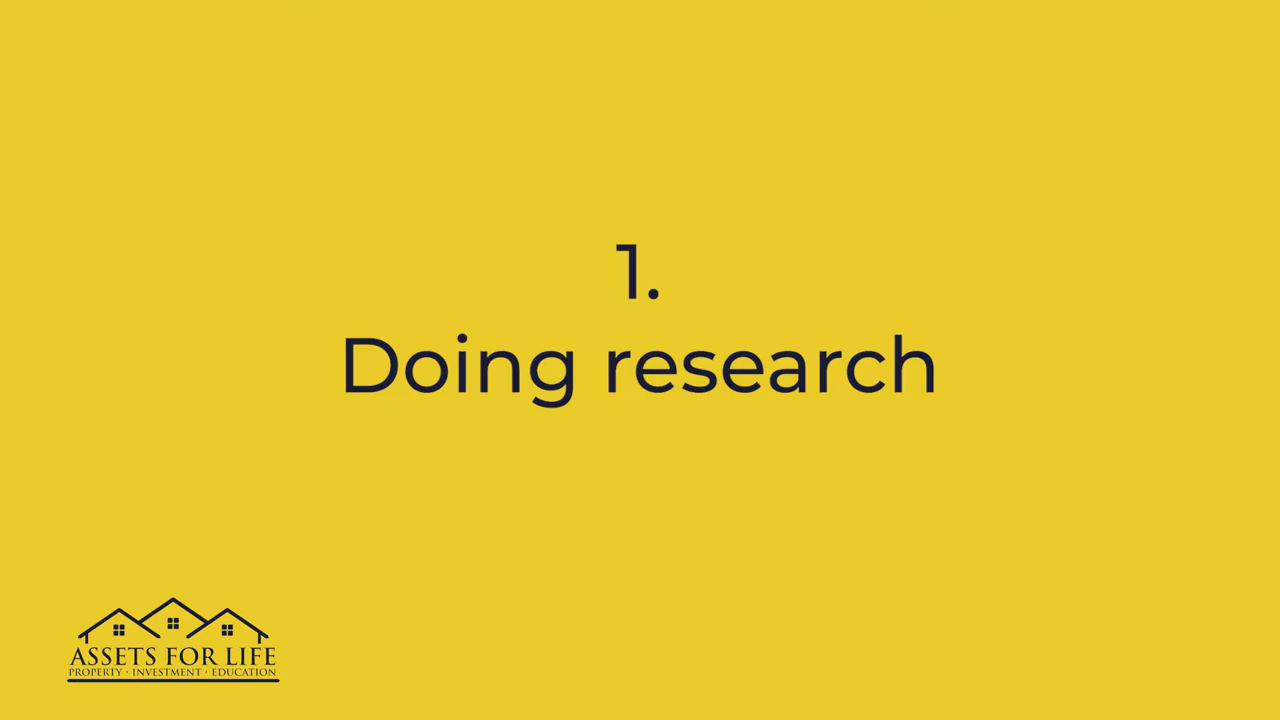 1.
Doing research
ASSETS FOR LIFE
PROPERTY · INVESTMENT · EDUCATION